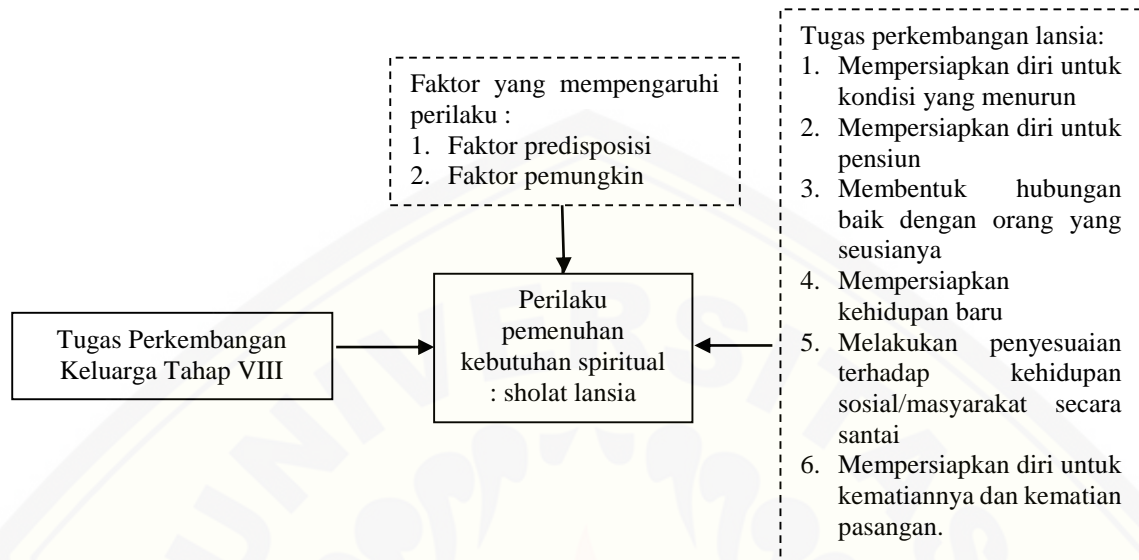 Faktor yang mempengaruhi
perilaku :
1. Faktor predisposisi
2. Faktor pemungkin
Tugas Perkembangan
Keluarga Tahap VIII
Perilaku
pemenuhan
kebutuhan spiritual
: sholat lansia
Tugas perkembangan lansia:
1. Mempersiapkan diri untuk
kondisi yang menurun
2. Mempersiapkan diri untuk
pensiun
3. Membentuk hubungan
baik dengan orang yang
seusianya
4. Mempersiapkan
kehidupan baru
5. Melakukan penyesuaian
terhadap kehidupan
sosial/masyarakat secara
santai
6. Mempersiapkan diri untuk
kematiannya dan kematian
pasangan.
UNIVERSITAS